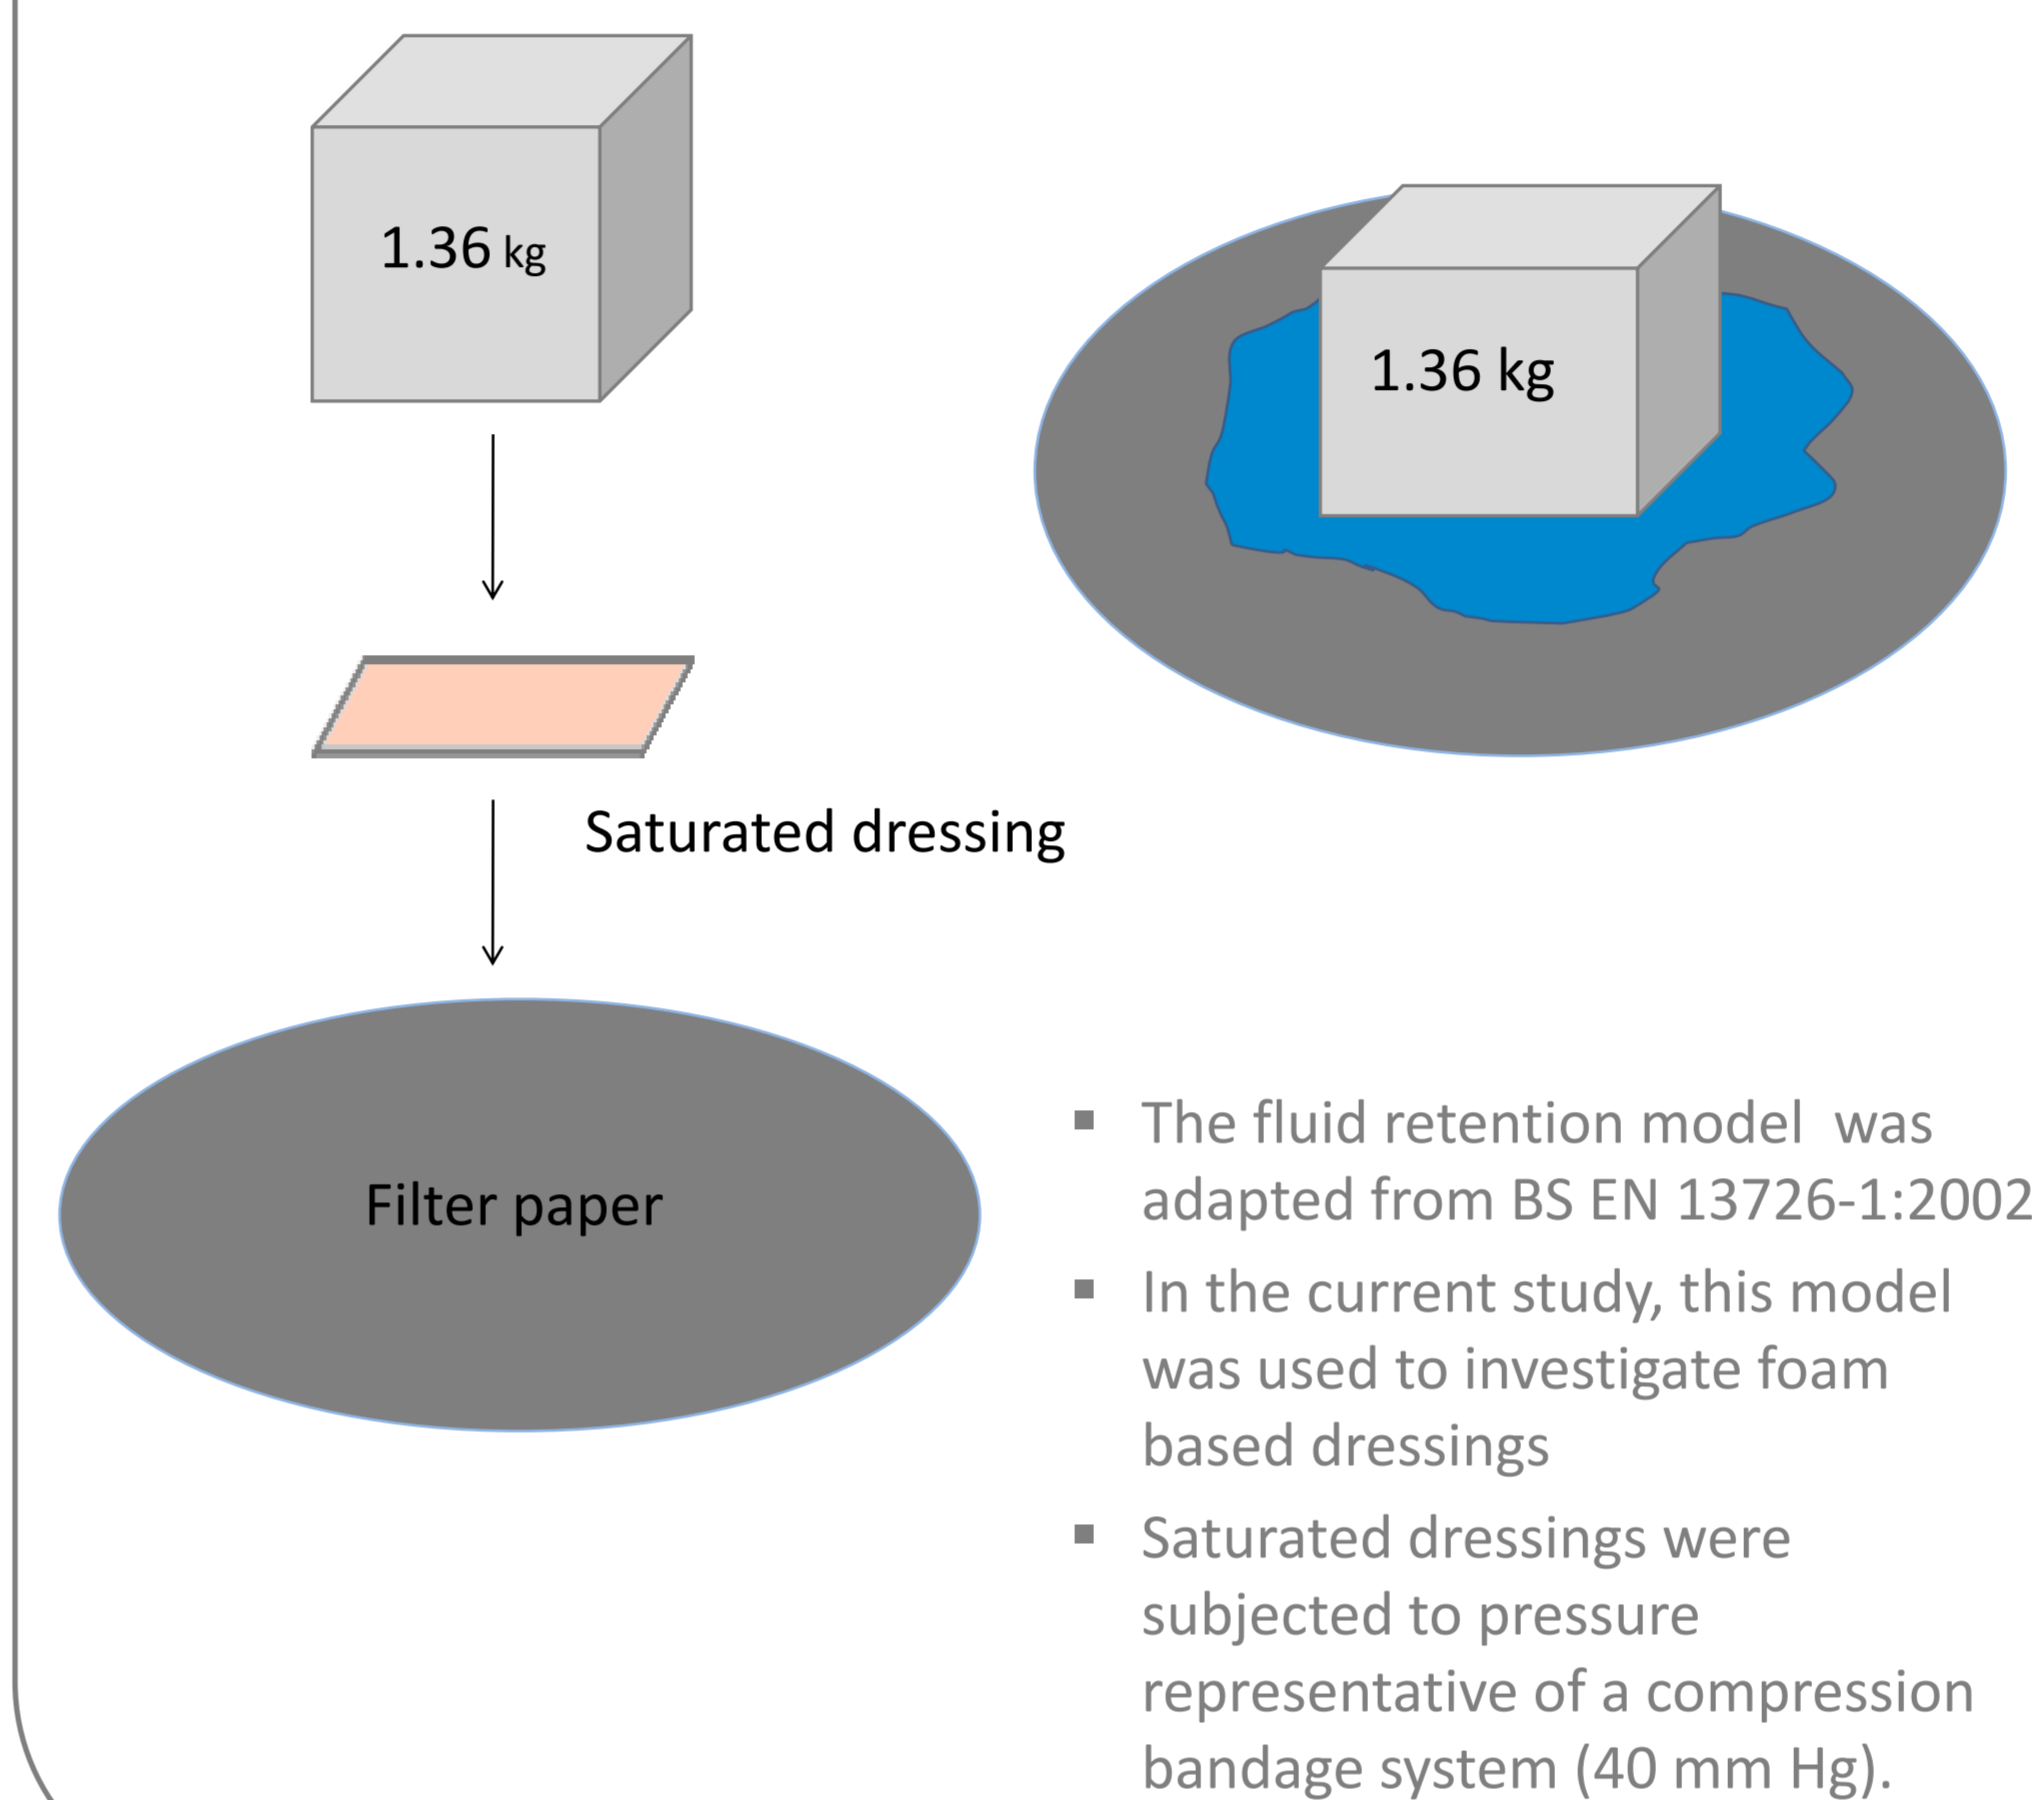 1.36 kg
1.36 kg
Saturated dressing
Filter paper
▪ The fluid retention model was
adapted from BS EN 13726-1:2002
▪ In the current study, this model
was used to investigate foam
based dressings
▪ Saturated dressings were
subjected to pressure
representative of a compression
bandage system (40 mm Hg).